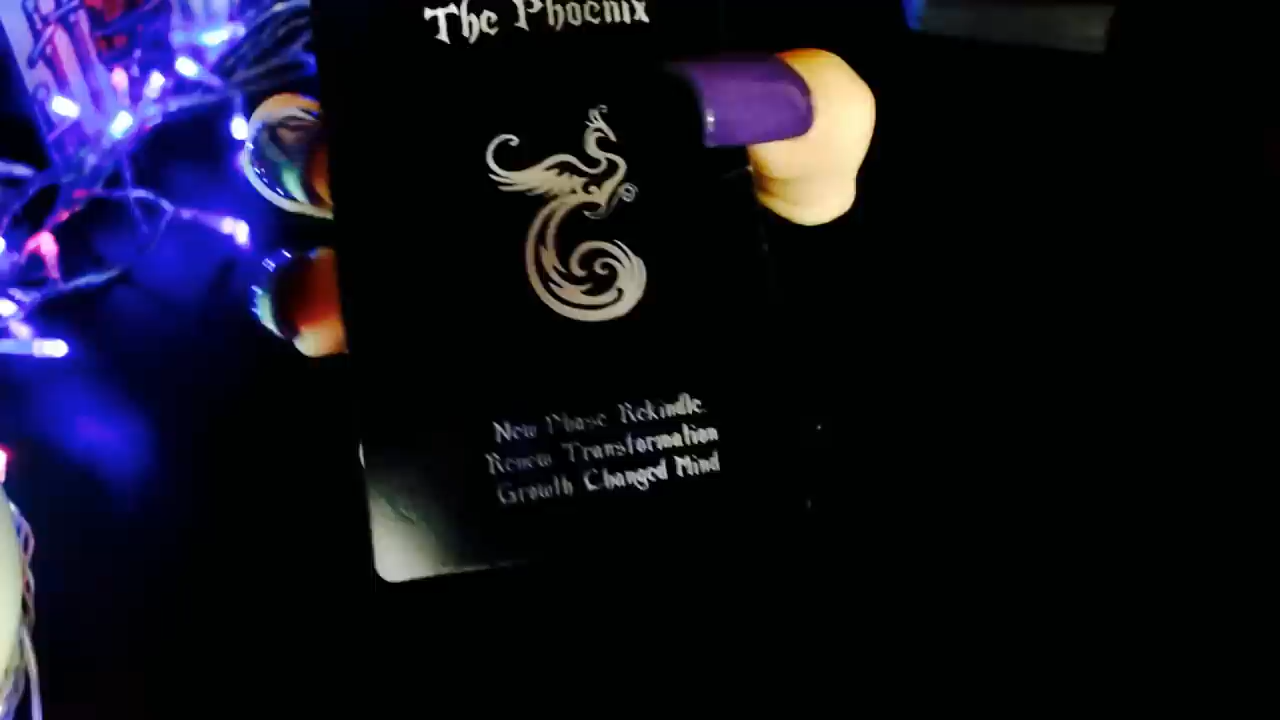 The Phoenix
New Phase Rekindle
Renew Transformation
Growth Changed Mind